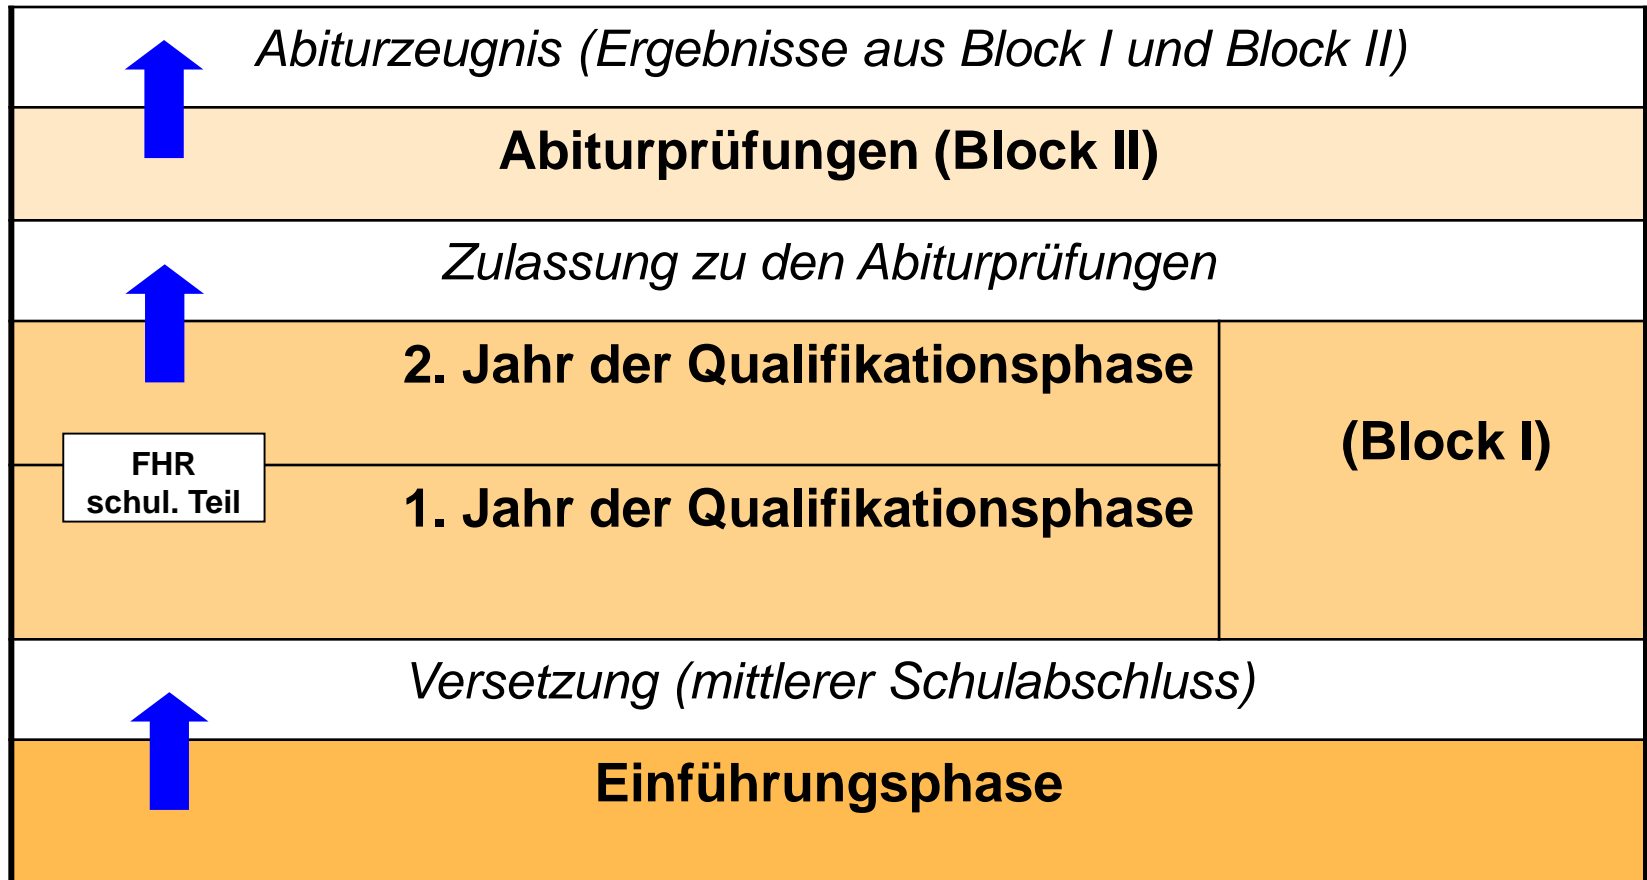 Abiturzeugnis (Ergebnisse aus Block I und Block II)
Abiturprüfungen (Block II)
Zulassung zu den Abiturprüfungen
2. Jahr der Qualifikationsphase
(Block I)
FHR
schul. Teil
1. Jahr der Qualifikationsphase
Versetzung (mittlerer Schulabschluss)
Einführungsphase